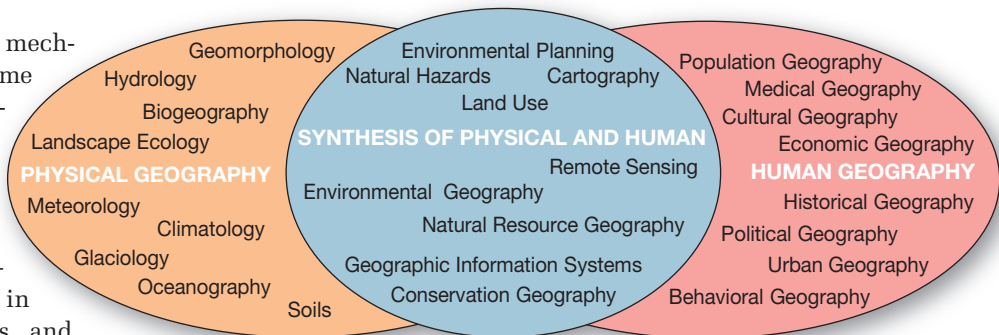 mech-
me
-
-
in
s and
Geomorphology
Hydrology
Biogeography
Landscape Ecology
PHYSICAL GEOGRAPHY
Meteorology
Climatology
Glaciology
Oceanography
Soils
Environmental Planning
Natural Hazards Cartography
Land Use
SYNTHESIS OF PHYSICAL AND HUMAN
Remote Sensing
Environmental Geography
Natural Resource Geography
Geographic Information Systems
Conservation Geography
Population Geography
Medical Geography
Cultural Geography
Economic Geography
HUMAN GEOGRAPHY
Historical Geography
Political Geography
Urban Geography
Behavioral Geography